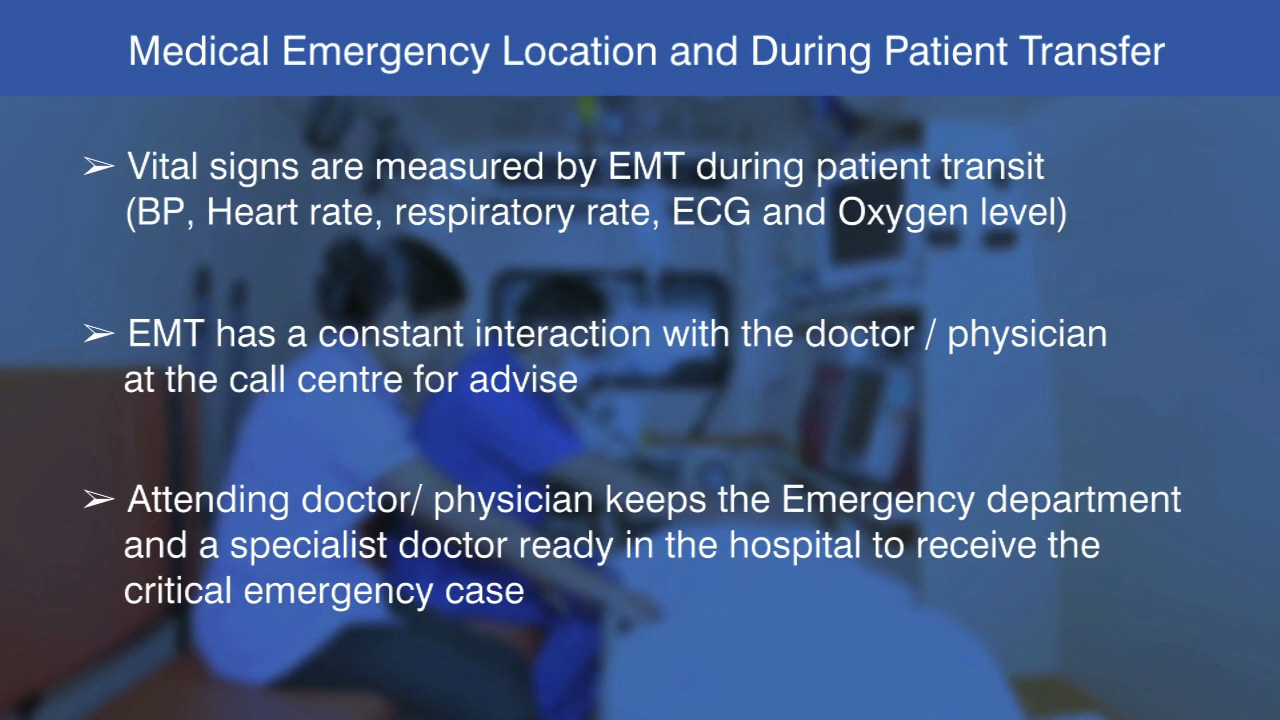 Medical Emergency Location and During Patient Transfer
➢ Vital signs are measured by EMT during patient transit
(BP, Heart rate, respiratory rate, ECG and Oxygen level)
➢ EMT has a constant interaction with the doctor / physician
at the call centre for advise
➢ Attending doctor/ physician keeps the Emergency department
and a specialist doctor ready in the hospital to receive the
critical emergency case